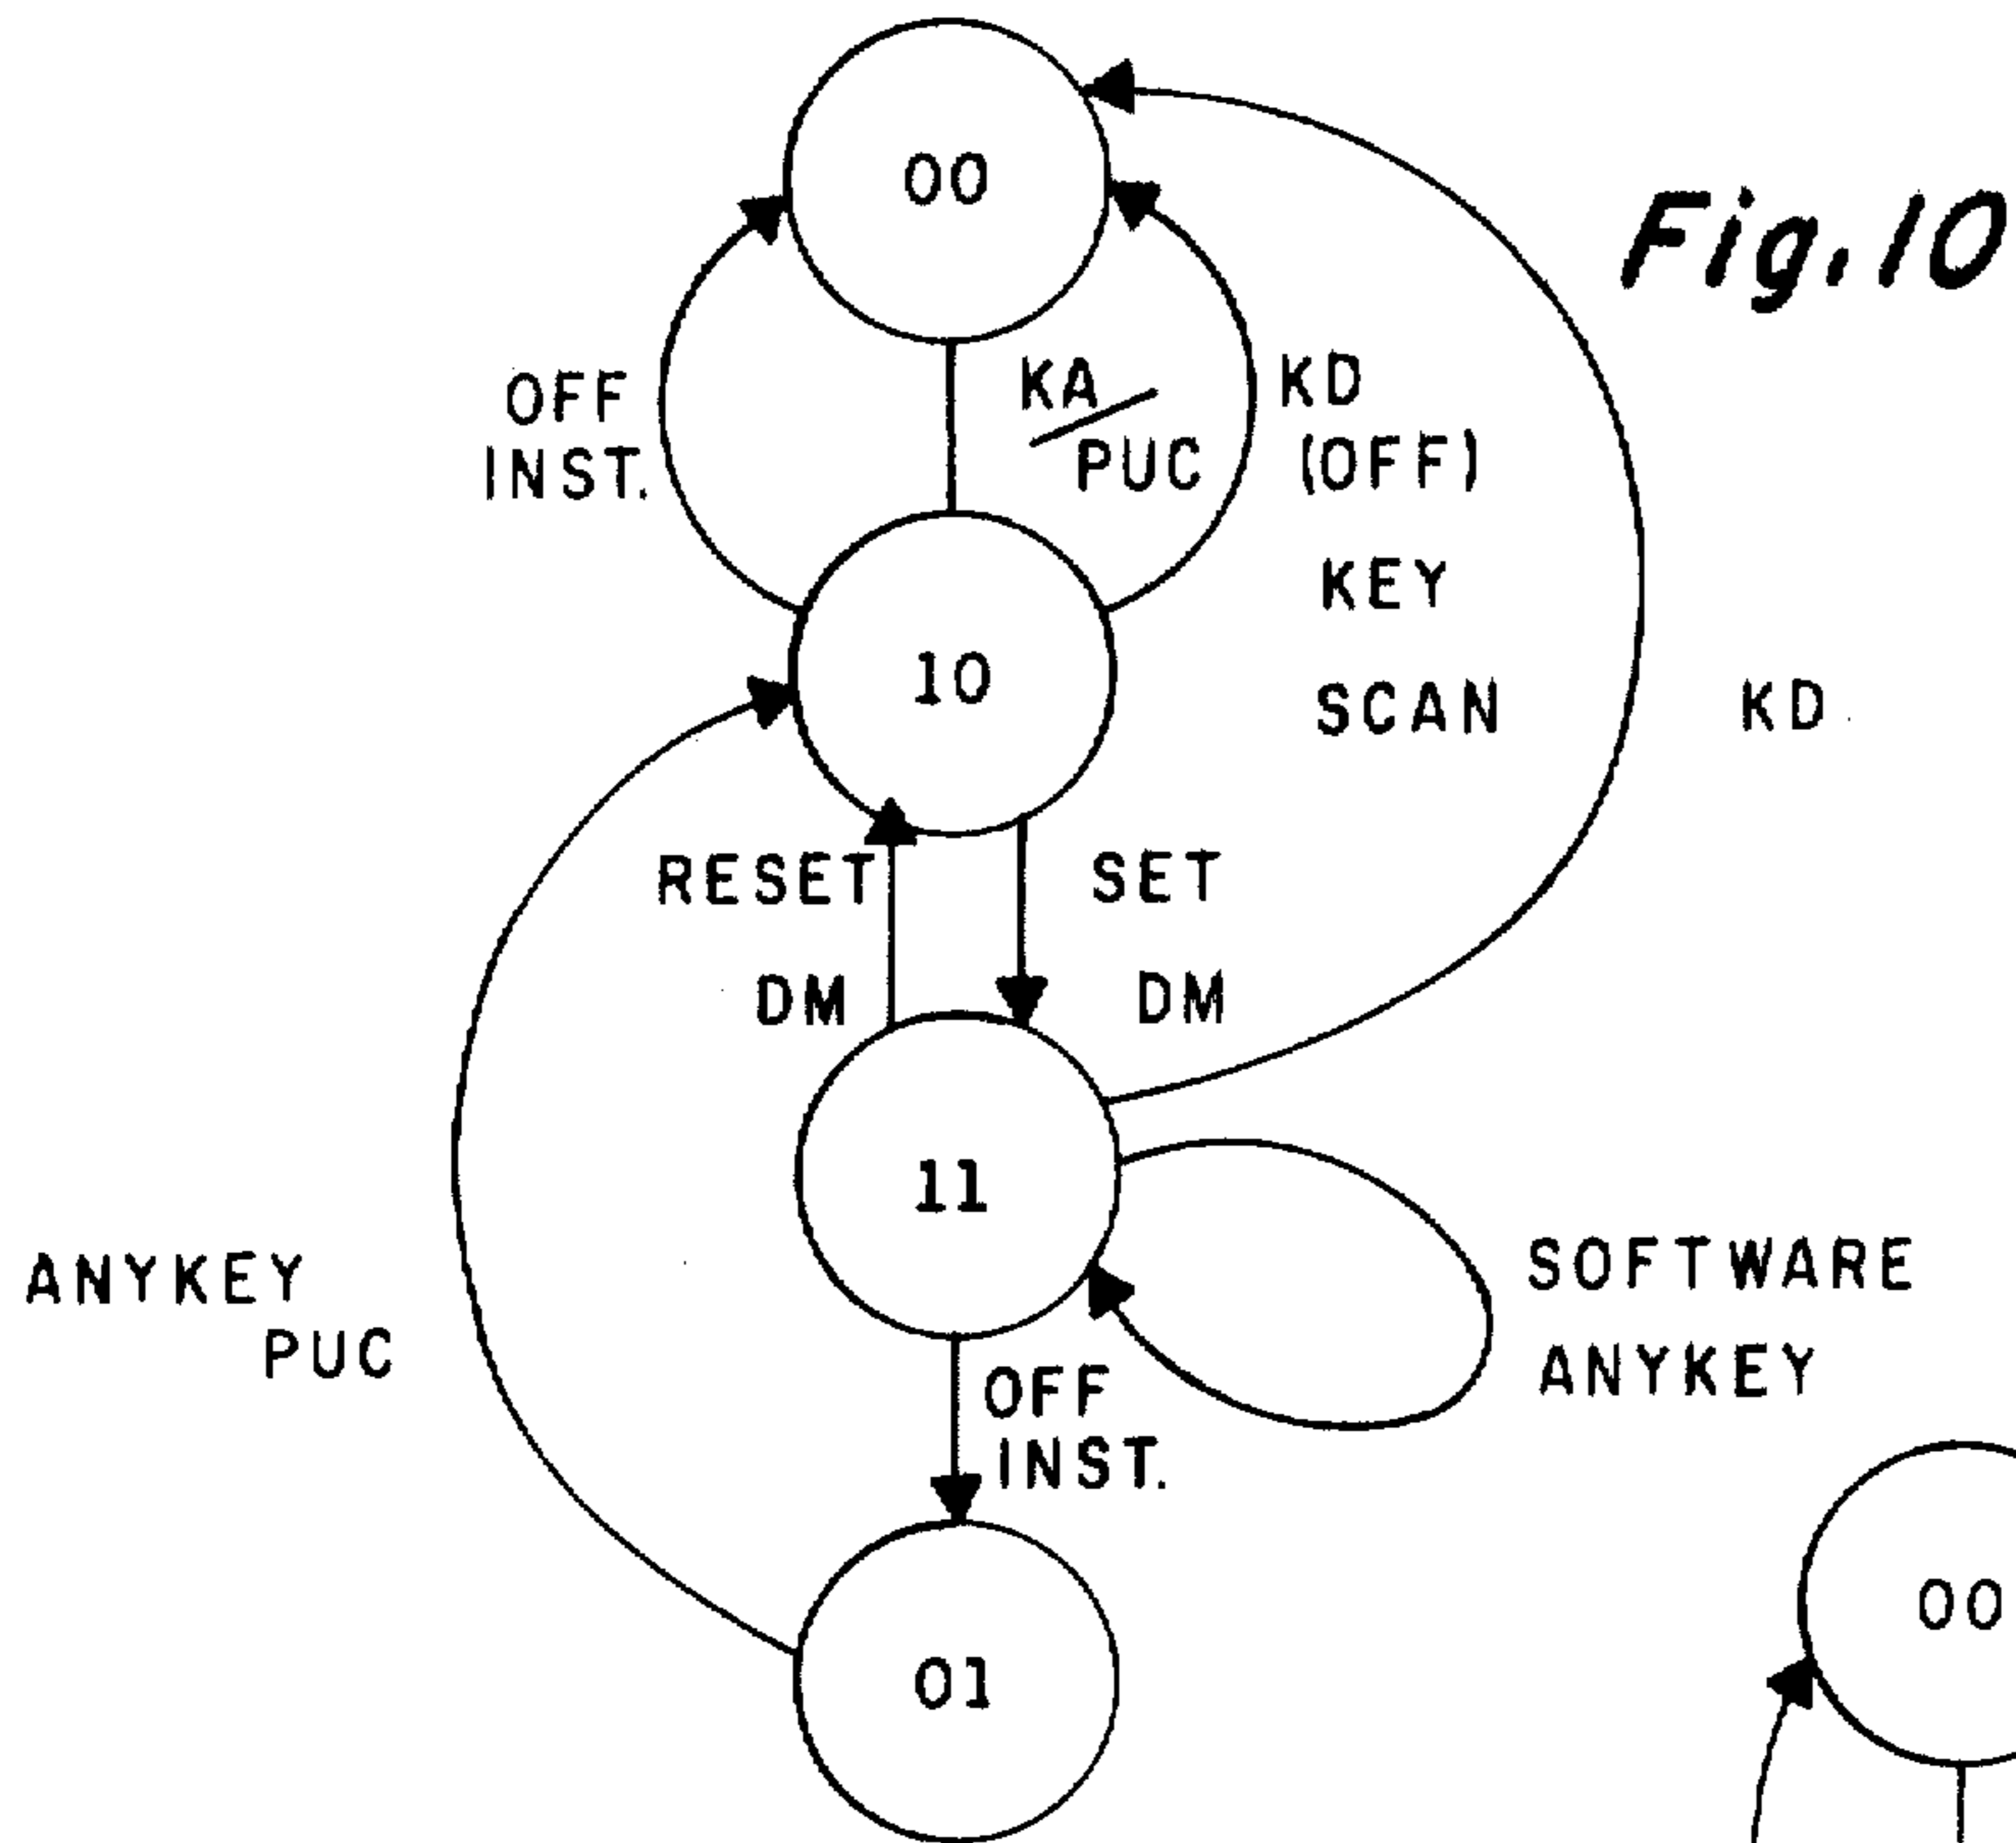 00
Fig. 10
OFF
INST.
KA
PUC
KD
(OFF)
KEY
SCAN
KD
10
RESET
DM
SET
DM
11
ANYKEY
PUC
SOFTWARE
ANYKEY
OFF
INST.
00
01